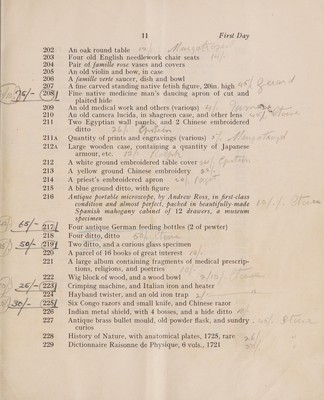 11
First Day
202 An oak round table
203 Four old English needlework chair seats
204 Pair of famille rose vases and covers
205 An old violin and bow, in case
206 A famille verte saucer, dish and bowl
207 A fine carved standing native fetish figure, 20in. high
75/- 208 Fine native medicine man's dancing apron of cut and
plaited hide
209 An old medical work and others (various)
210 An old camera lucida, in shagreen case, and other lens
211 Two Egyptian wall panels, and 2 Chinese embroidered
ditto
211A Quantity of prints and engravings (various)
212A Large wooden case, containing a quantity of Japanese
armour, etc.
212 A white ground embroidered table cover
213 A yellow ground Chinese embroidery
214 A priest's embroidered apron
215 A blue ground ditto, with figure
216 Antique portable microscope, by Andrew Ross, in first-class
condition and almost perfect, packed in beautifully-made
Spanish mahogany cabinet of 12 drawers, a museum
specimen
65/- 217 Four antique German feeding bottles (2 of pewter)
218 Four ditto, ditto
50/- 219 Two ditto, and a curious glass specimen
220 A parcel of 16 books of great interest
221 A large album containing fragments of medical prescrip-
tions, religions, and poetries
222 Wig block of wood, and a wood bowl
25/- 223 Crimping machine, and Italian iron and heater
224 Hayband twister, and an old iron trap
30/- 225 Six Congo razors and small knife, and Chinese razor
226 Indian metal shield, with 4 bosses, and a hide ditto
227 Antique brass bullet mould, old powder flask, and sundry
curios
228 History of Nature, with anatomical plates, 1725, rare
229 Dictionnaire Raisonne de Physique, 6 vols., 1721